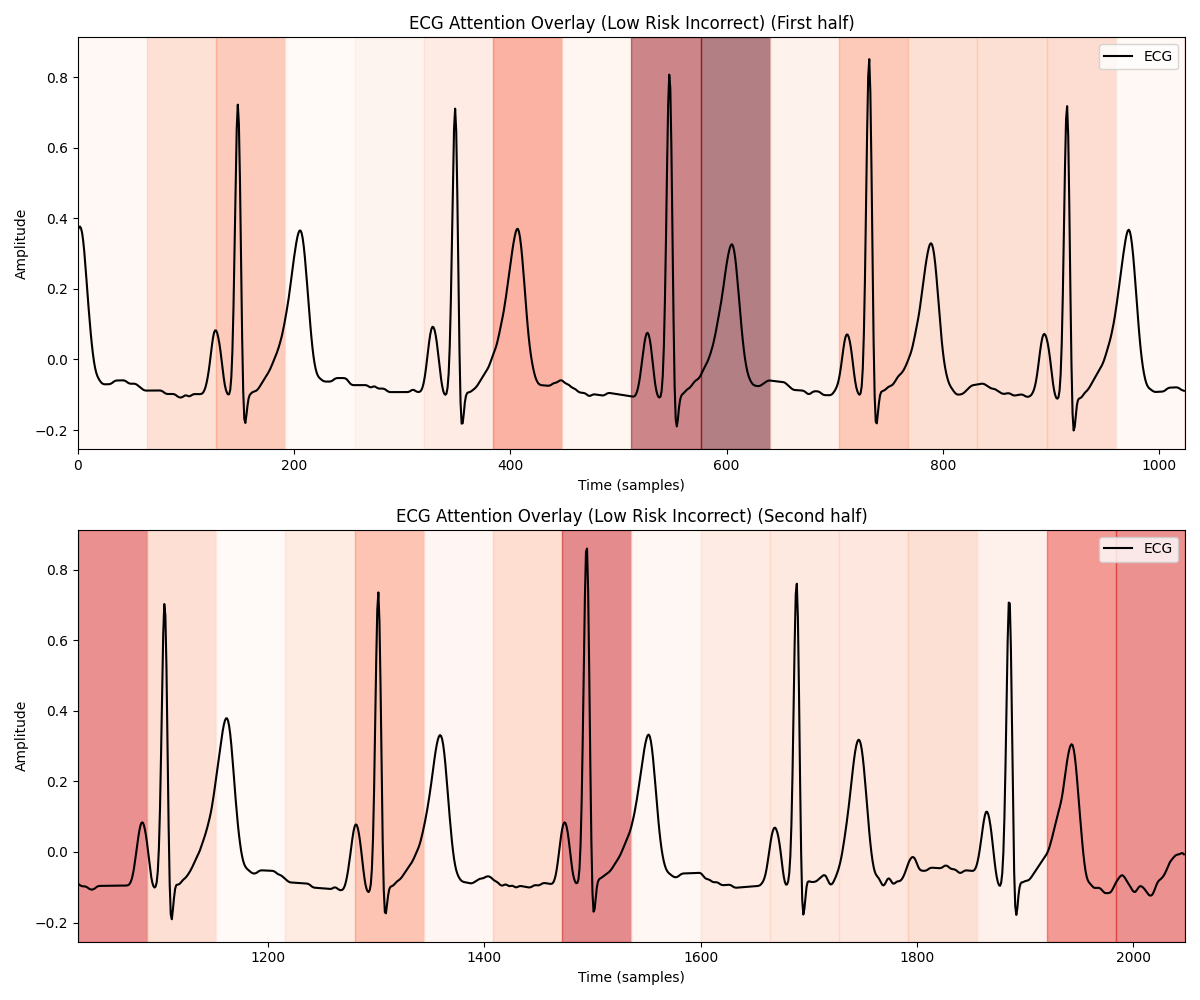 ECG Attention Overlay (Low Risk Incorrect) (First half)
ECG
Amplitude
0.8
0.6
0.4
0.2
0.0
−0.2
0 200 400 600 800 1000
Time (samples)
ECG Attention Overlay (Low Risk Incorrect) (Second half)
ECG
Amplitude
0.8
0.6
0.4
0.2
0.0
−0.2
1200 1400 1600 1800 2000
Time (samples)